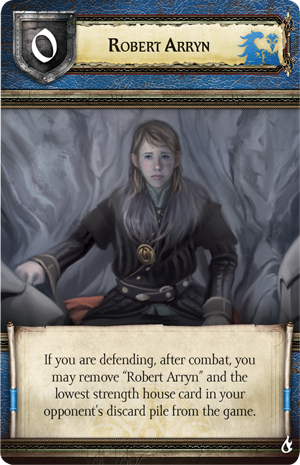 0
ROBERT ARRYN
If you are defending, after combat, you
may remove “Robert Arryn” and the
lowest strength house card in your
opponent's discard pile from the game.